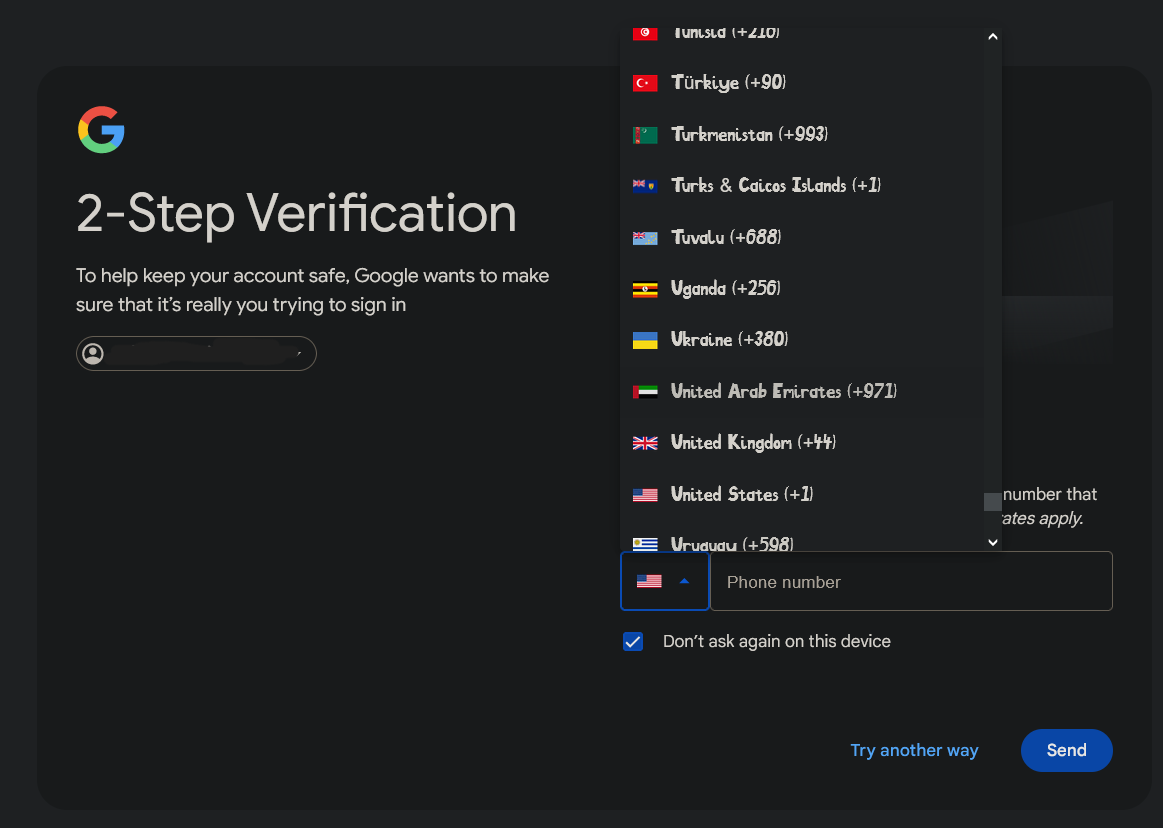 2-Step Verification
To help keep your account safe, Google wants to make
sure that it's really you trying to sign in
Tunisia (+216)
Türkiye (+90)
Turkmenistan (+993)
Turks & Caicos Islands (+1)
Tuvalu (+688)
Uganda (+256)
Ukraine (+380)
United Arab Emirates (+971)
United Kingdom (+44)
United States (+1)
Uruguay (+598)
number that
rates apply.
Phone number
Don't ask again on this device
Try another way
Send